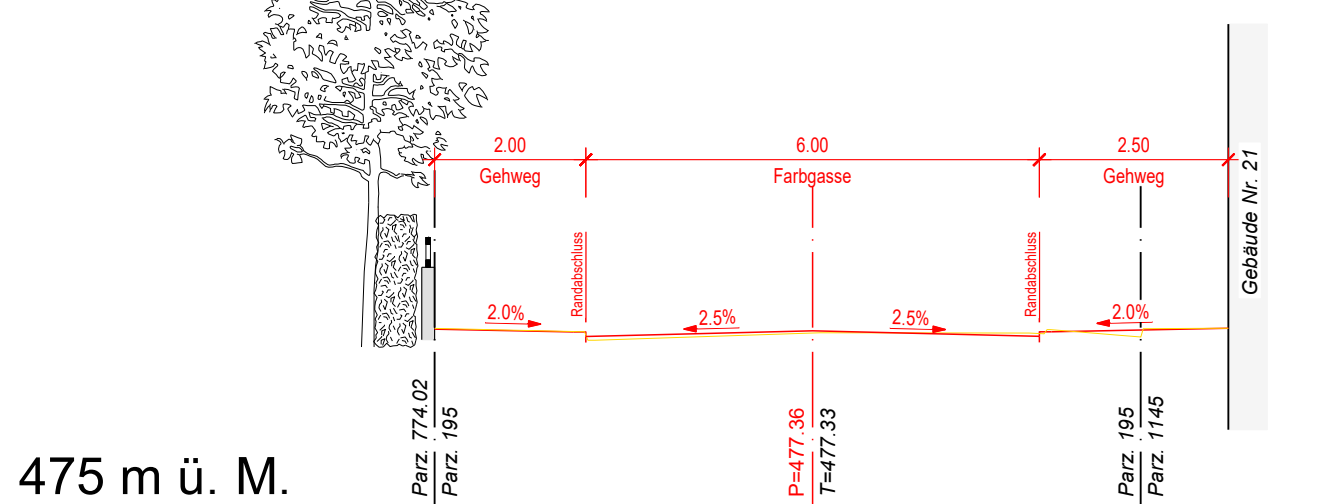 2.00
6.00
2.50
Gehweg
Farbgasse
Gehweg
Gebäude Nr. 21
Randabschluss
Randabschluss
2.0%
2.5%
2.5%
2.0%
Parz. 774.02
Parz. 195
P=477.36
T=477.33
Parz. 195
Parz. 1145
475 m ü. M.